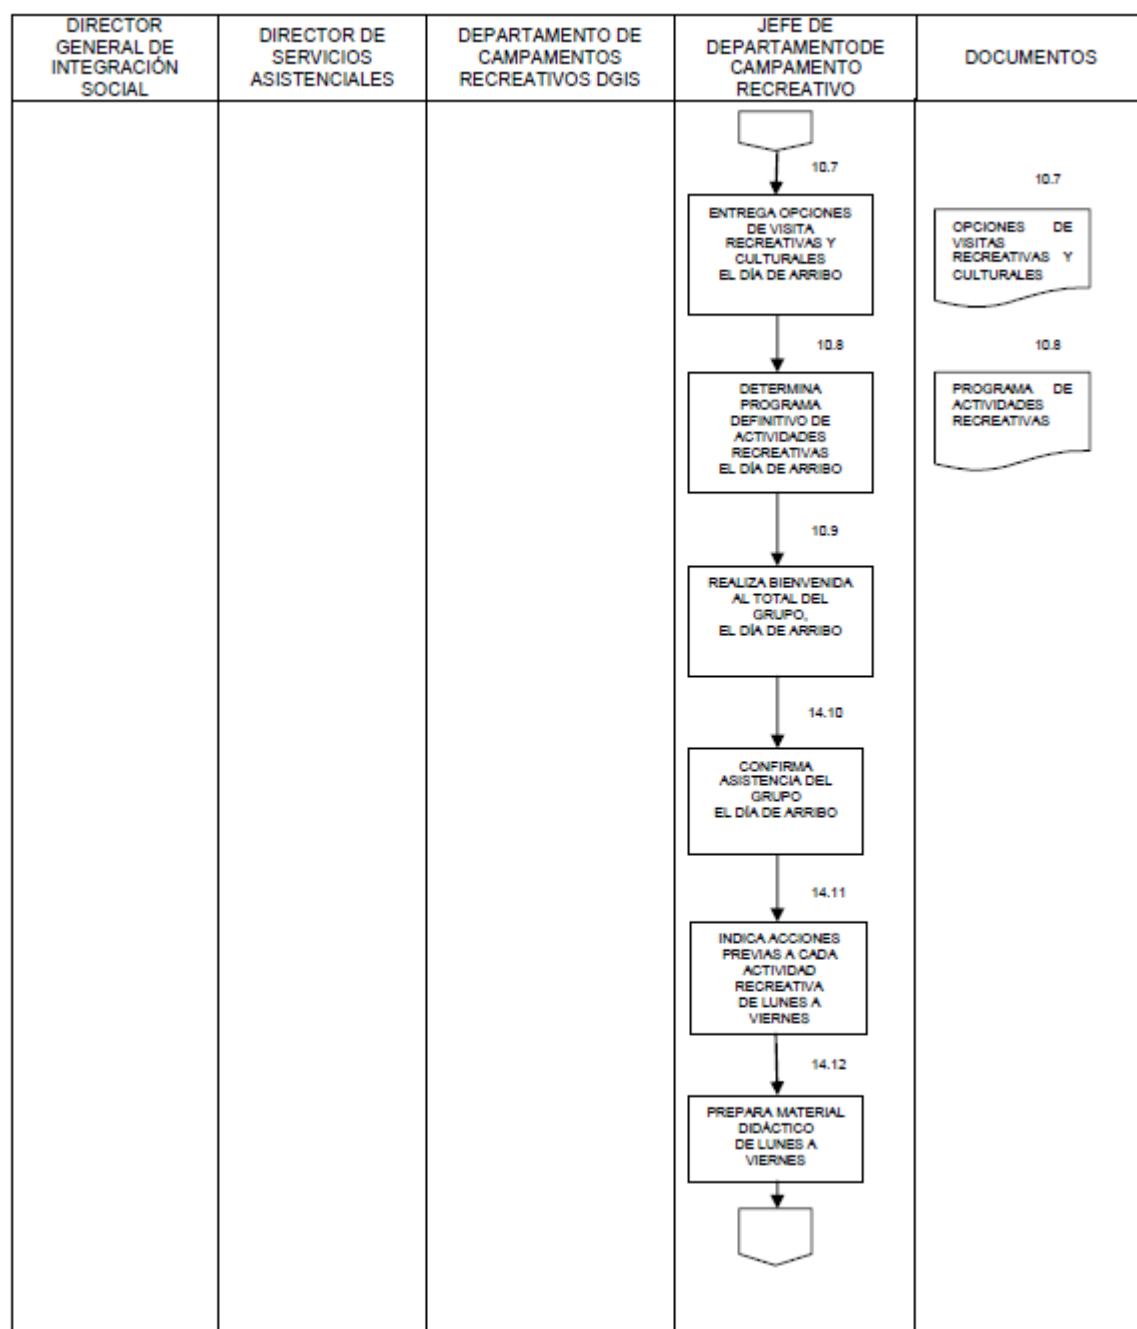 DIRECTOR
GENERAL DE
INTEGRACIÓN
SOCIAL
DIRECTOR DE
SERVICIOS
ASISTENCIALES
DEPARTAMENTO DE
CAMPAMENTOS
RECREATIVOS DGIS
JEFE DE
DEPARTAMENTODE
CAMPAMENTO
RECREATIVO
DOCUMENTOS
10.7
10.7
ENTREGA OPCIONES
DE VISITA
RECREATIVAS Y
CULTURALES
EL DÍA DE ARRIBO
OPCIONES DE
VISITAS
RECREATIVAS Y
CULTURALES
10.8
10.8
DETERMINA
PROGRAMA
DEFINITIVO DE
ACTIVIDADES
RECREATIVAS
EL DÍA DE ARRIBO
PROGRAMA DE
ACTIVIDADES
RECREATIVAS
10.9
REALIZA BIENVENIDA
AL TOTAL DEL
GRUPO,
EL DÍA DE ARRIBO
14.10
CONFIRMA
ASISTENCIA DEL
GRUPO
EL DÍA DE ARRIBO
14.11
INDICA ACCIONES
PREVIAS A CADA
ACTIVIDAD
RECREATIVA
DE LUNES A
VIERNES
14.12
PREPARA MATERIAL
DIDÁCTICO
DE LUNES A
VIERNES